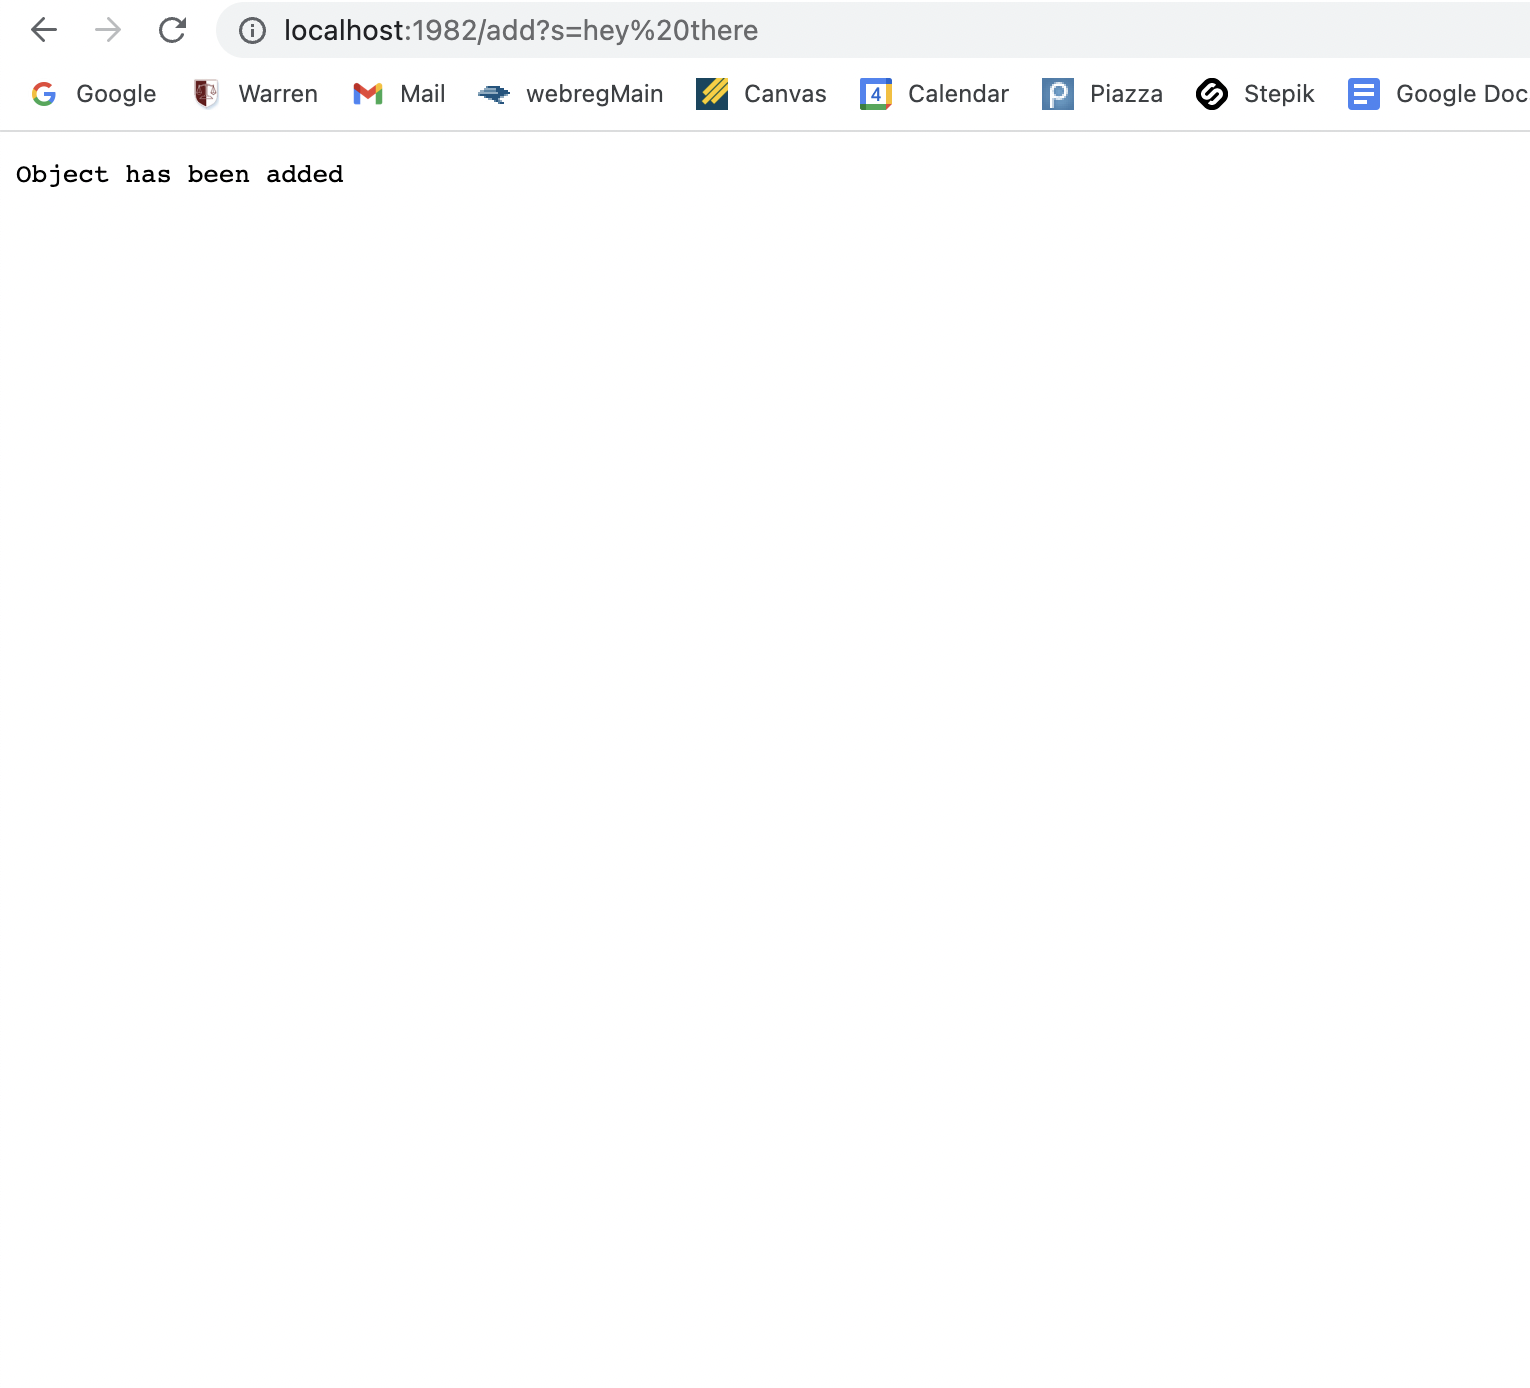 localhost:1982/add?s=hey%20there
Google Warren Mail webregMain Canvas 4 Calendar Piazza Stepik Google Doc
Object has been added